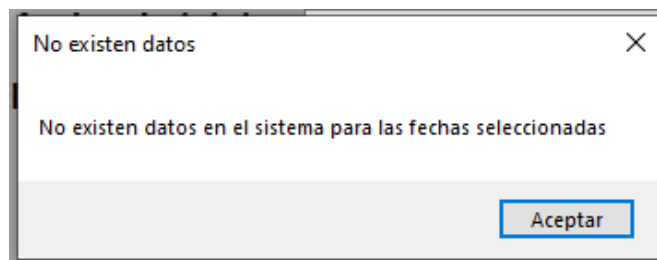 No existen datos
No existen datos en el sistema para las fechas seleccionadas
Aceptar